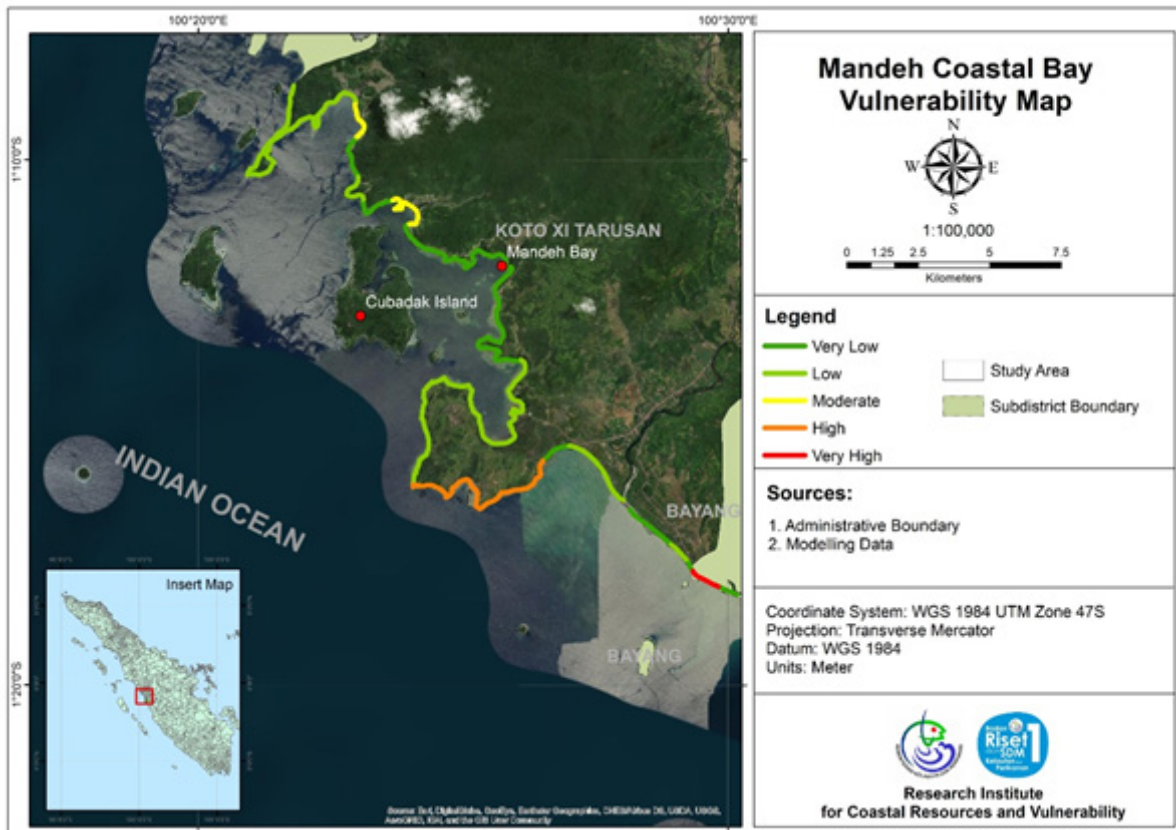 100°20'0"E
100°30'0"E
1°10'0"S
1°20'0"S
KOTO XI TARUSAN
Mandeh Bay
Cubadak Island
INDIAN OCEAN
BAYANG
BAYANG
Insert Map
Mandeh Coastal Bay
Vulnerability Map
N
W
E
S
1:100,000
0 1.25 2.5 5 7.5
Kilometers
Legend
Very Low
Low
Moderate
High
Very High
Study Area
Subdistrict Boundary
Sources:
1. Administrative Boundary
2. Modelling Data
Coordinate System: WGS 1984 UTM Zone 47S
Projection: Transverse Mercator
Datum: WGS 1984
Units: Meter
Riset
SDM
1
Research Institute
for Coastal Resources and Vulnerability